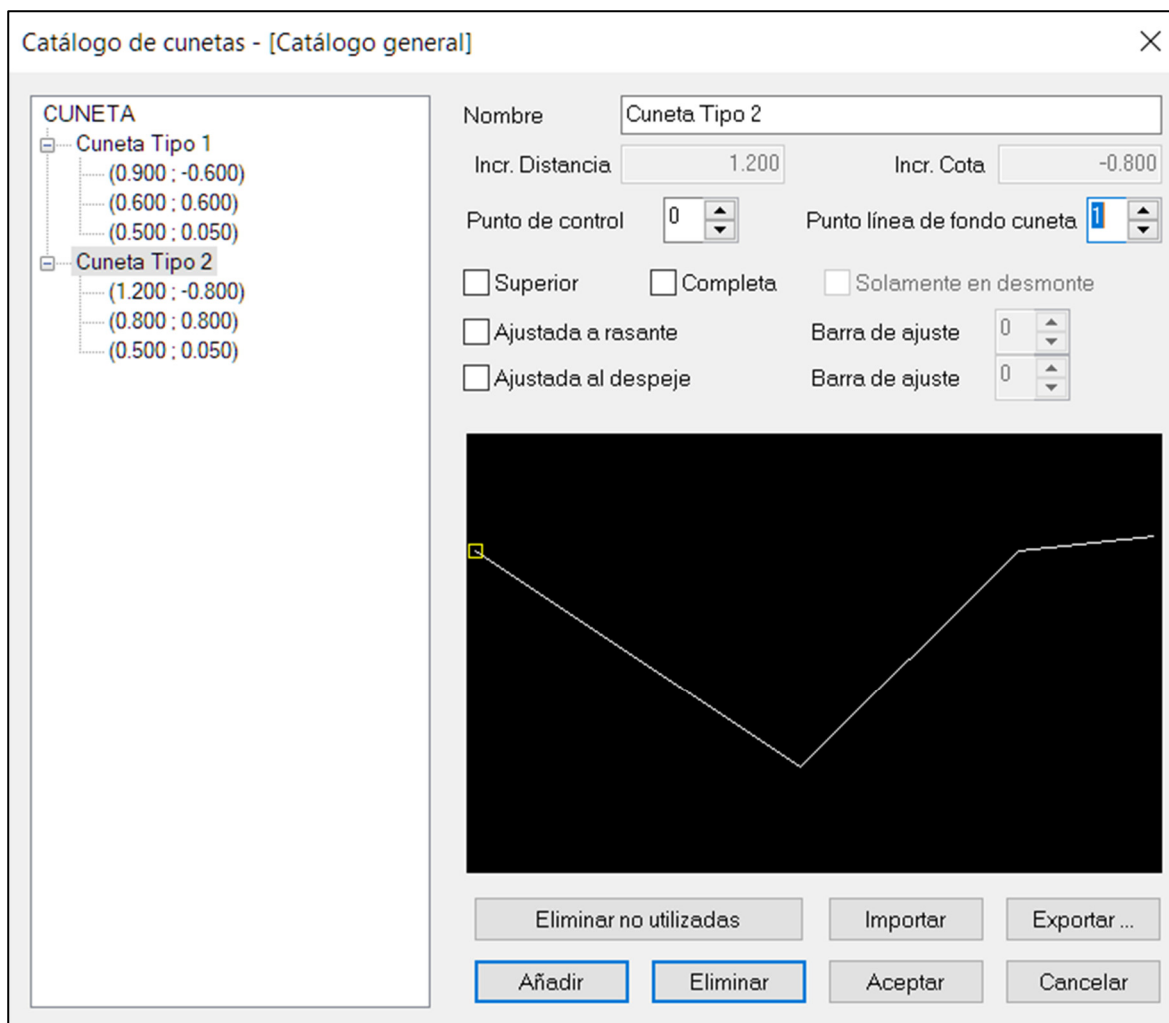 Catálogo de cunetas - [Catálogo general]
CUNETA
Cuneta Tipo 1
(0.900 ; -0.600)
(0.600 ; 0.600)
(0.500 ; 0.050)
Cuneta Tipo 2
(1.200 ; -0.800)
(0.800 ; 0.800)
(0.500 ; 0.050)
Nombre Cuneta Tipo 2
Incr. Distancia 1.200 Incr. Cota -0.800
Punto de control 0 Punto línea de fondo cuneta 1
Superior Completa Solamente en desmonte
Ajustada a rasante Barra de ajuste 0
Ajustada al despeje Barra de ajuste 0
Eliminar no utilizadas Importar Exportar ...
Añadir Eliminar Aceptar Cancelar